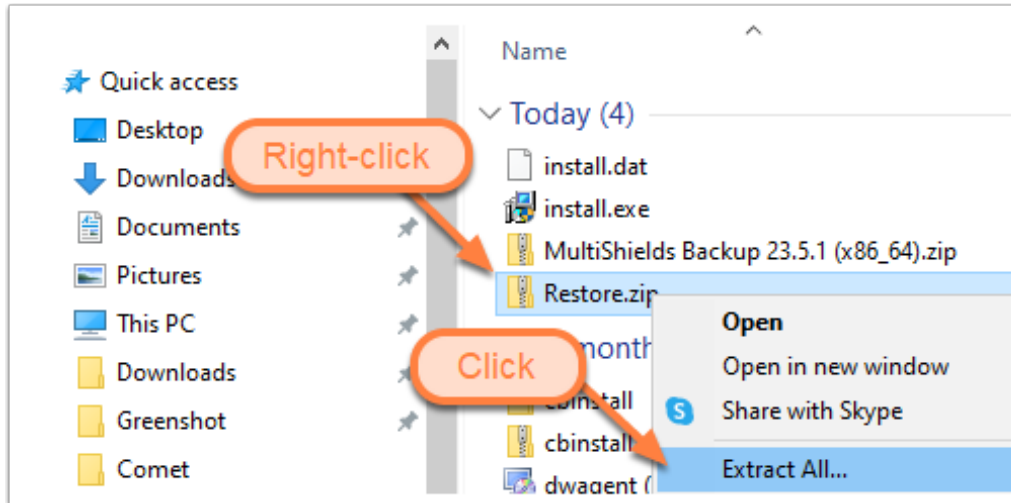 Name
Quick access
Today (4)
Desktop
Right-click
install.dat
Downloads
install.exe
Documents
MultiShields Backup 23.5.1 (x86_64).zip
Pictures
Restore.zip
This PC
Open
month
Click
Open in new window
Downloads
cbinstall
Share with Skype
Greenshot
cbinstall
Comet
Extract All...
dwagent (